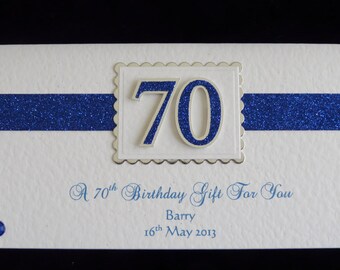 70
A 70th Birthday Gift For You
Barry
16th May 2013